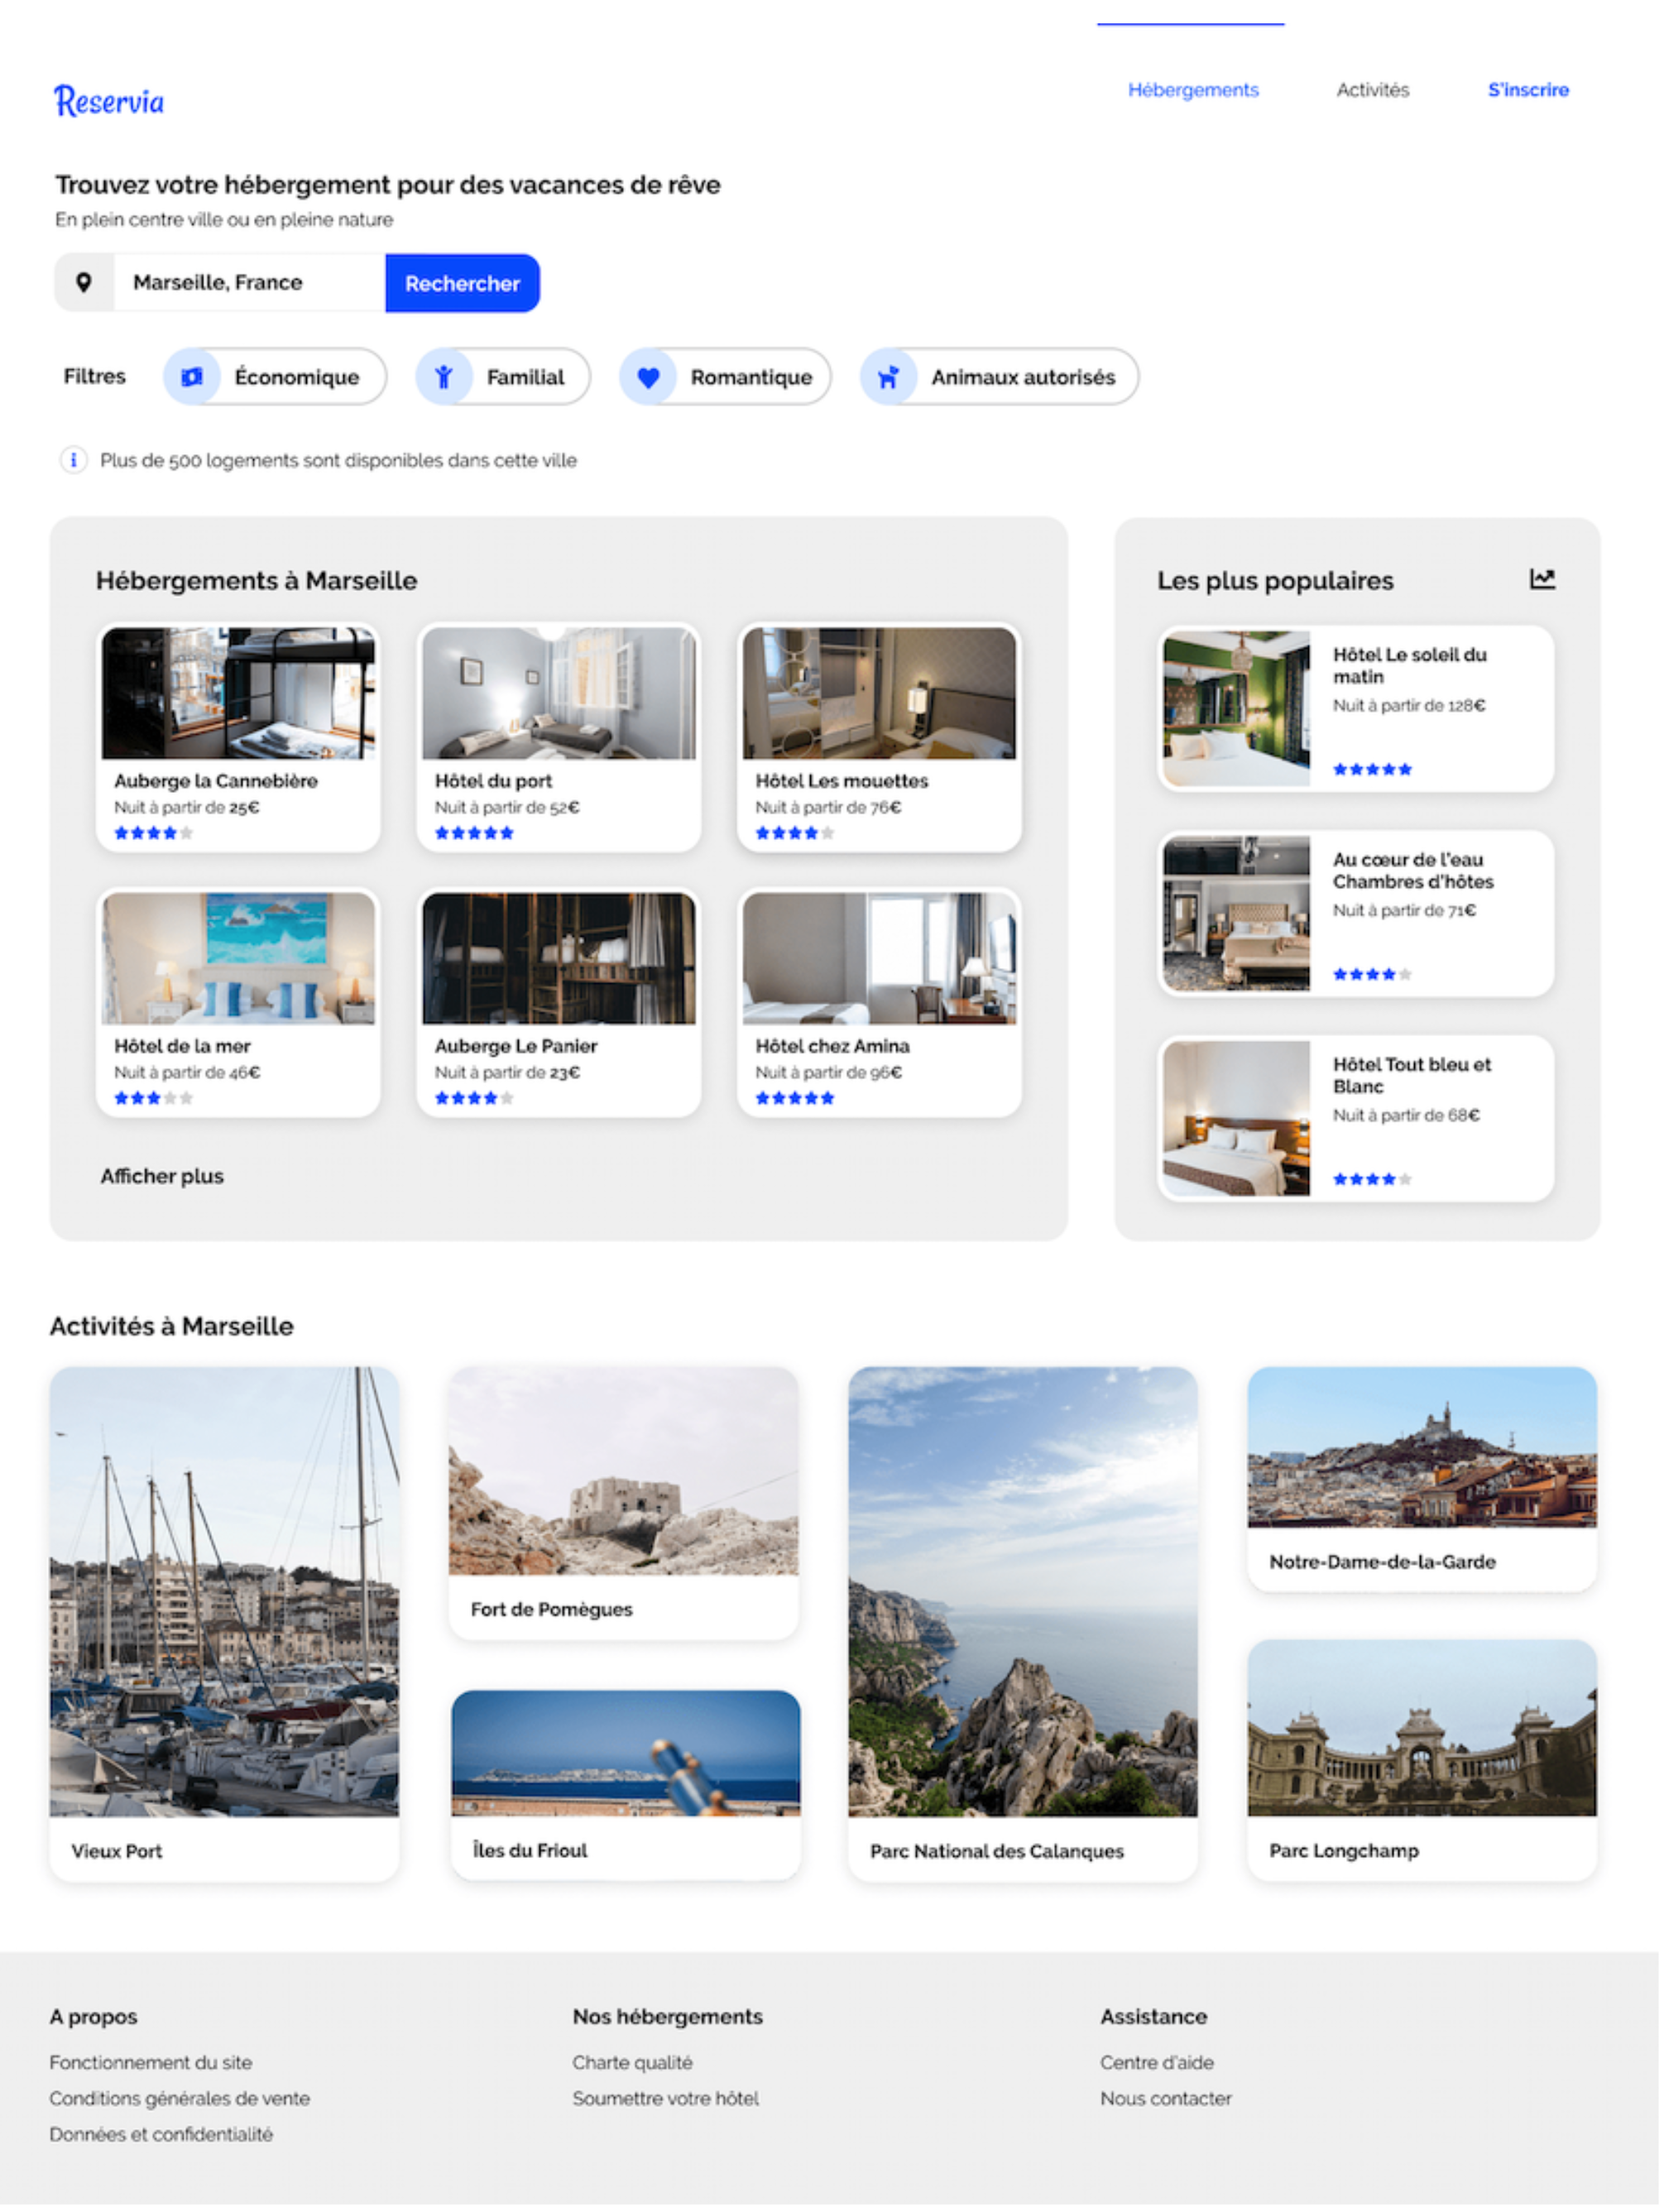 Reservia
Hébergements
Activités
S'inscrire
Trouvez votre hébergement pour des vacances de rêve
En plein centre ville ou en pleine nature
Marseille, France
Rechercher
Filtres
Économique
Familial
Romantique
Animaux autorisés
Plus de 500 logements sont disponibles dans cette ville
Hébergements à Marseille
Auberge la Cannebière
Nuit à partir de 25€
Hôtel du port
Nuit à partir de 52€
Hôtel Les mouettes
Nuit à partir de 76€
Hôtel de la mer
Nuit à partir de 46€
Auberge Le Panier
Nuit à partir de 23€
Hôtel chez Amina
Nuit à partir de 96€
Afficher plus
Les plus populaires
Hôtel Le soleil du
matin
Nuit à partir de 128€
Au cœur de l'eau
Chambres d'hôtes
Nuit à partir de 71€
Hôtel Tout bleu et
Blanc
Nuit à partir de 68€
Activités à Marseille
Vieux Port
Fort de Pomègues
Îles du Frioul
Parc National des Calanques
Notre-Dame-de-la-Garde
Parc Longchamp
A propos
Fonctionnement du site
Conditions générales de vente
Données et confidentialité
Nos hébergements
Charte qualité
Soumettre votre hôtel
Assistance
Centre d'aide
Nous contacter